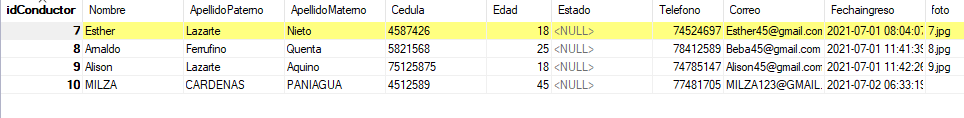 idConductor Nombre ApellidoPaterno ApellidoMaterno Cedula Edad Estado Telefono Correo Fechaingreso foto
7 Esther Lazarte Nieto 4587426 18 <NULL> 74524697 Esther45@gmail.com 2021-07-01 08:04:07 7.jpg
8 Arnaldo Ferrufino Quenta 5821568 25 <NULL> 78412589 Beba45@gmail.com 2021-07-01 11:41:39 8.jpg
9 Alison Lazarte Aquino 75125875 18 <NULL> 74785147 Alison45@gmail.com 2021-07-01 11:42:26 9.jpg
10 MILZA CARDENAS PANIAGUA 4512589 45 <NULL> 77481705 MILZA123@GMAIL. 2021-07-02 06:33:19